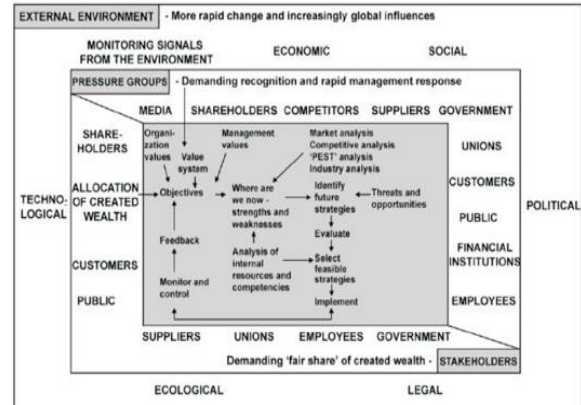 EXTERNAL ENVIRONMENT - More rapid change and increasingly global influences
MONITORING SIGNALS
FROM THE ENVIRONMENT
ECONOMIC
SOCIAL
PRESSURE GROUPS - Demanding recognition and rapid management response
MEDIA SHAREHOLDERS COMPETITORS SUPPLIERS GOVERNMENT
SHARE-
HOLDERS
ALLOCATION
OF CREATED
WEALTH
CUSTOMERS
PUBLIC
TECHNO-
LOGICAL
Organi-
zation
values
Value
system
Management
values
Market analysis
Competitive analysis
'PEST' analysis
Industry analysis
Objectives
Where are
we now -
strengths and
weaknesses
Identify
future
strategies
Threats and
opportunities
Evaluate
Feedback
Analysis of
internal
resources and
competencies
Select
feasible
strategies
Monitor and
control
Implement
UNIONS
CUSTOMERS
PUBLIC
FINANCIAL
INSTITUTIONS
EMPLOYEES
POLITICAL
SUPPLIERS UNIONS EMPLOYEES GOVERNMENT
Demanding 'fair share' of created wealth - STAKEHOLDERS
ECOLOGICAL
LEGAL